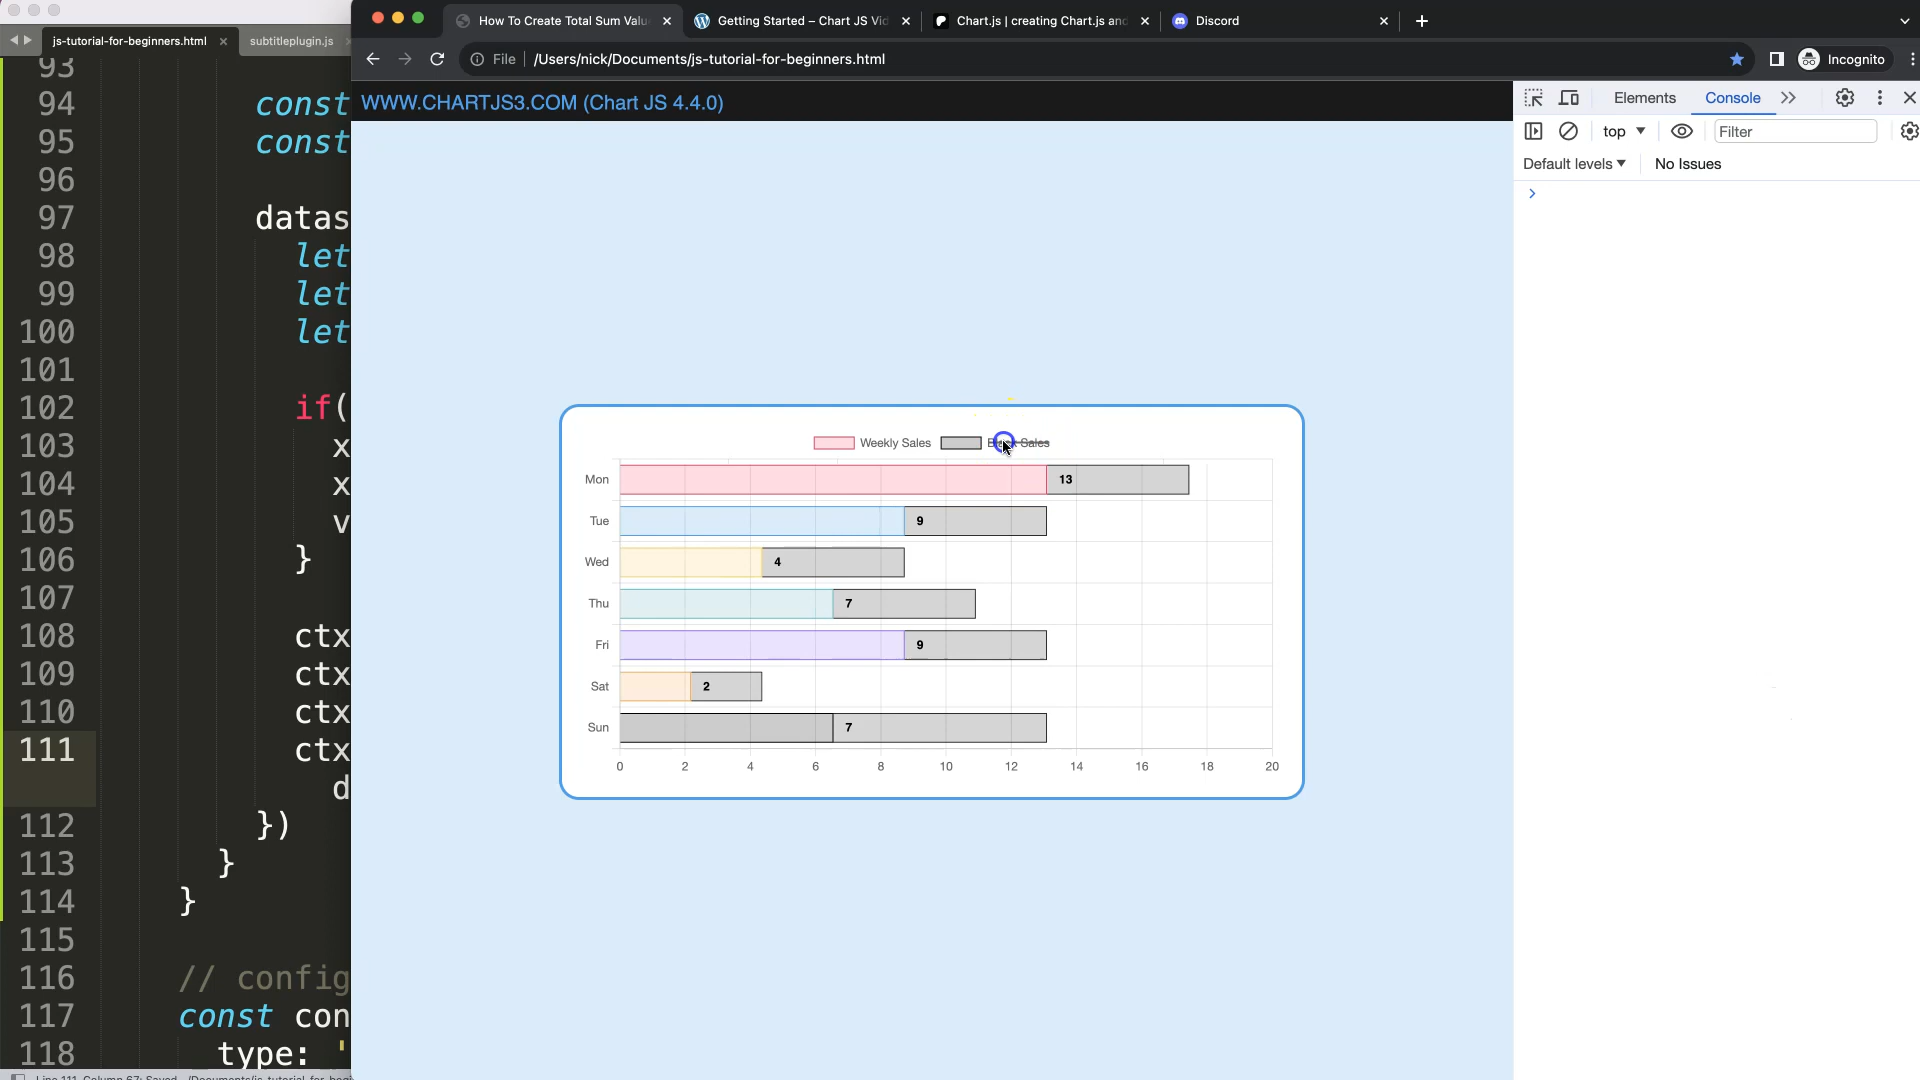 How To Create Total Sum Valu
Getting Started – Chart JS Vid
Chart.js | creating Chart.js and
Discord
js-tutorial-for-beginners.html
subtitleplugin.js
File
/Users/nick/Documents/js-tutorial-for-beginners.html
Incognito
WWW.CHARTJS3.COM (Chart JS 4.4.0)
Elements
Console
top
Filter
Default levels
No Issues
93
94 const
95 const
96
97 datas
98 let
99 let
100 let
101
102 if(
103 x
104 x
105 v
106 }
107
108 ctx
109 ctx
110 ctx
111 ctx
d
112 })
113 }
114 }
115
116 // config
117 const con
118 type: '
Weekly Sales
Sales
Mon 13
Tue 9
Wed 4
Thu 7
Fri 9
Sat 2
Sun 7
0 2 4 6 8 10 12 14 16 18 20